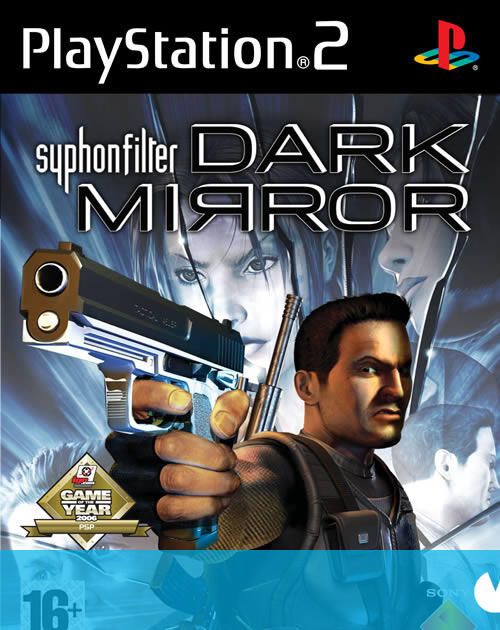 PlayStation®2
syphonfilter DARK
MIRROR
GAME
OF THE
YEAR
2006
PSP
16+
SONY